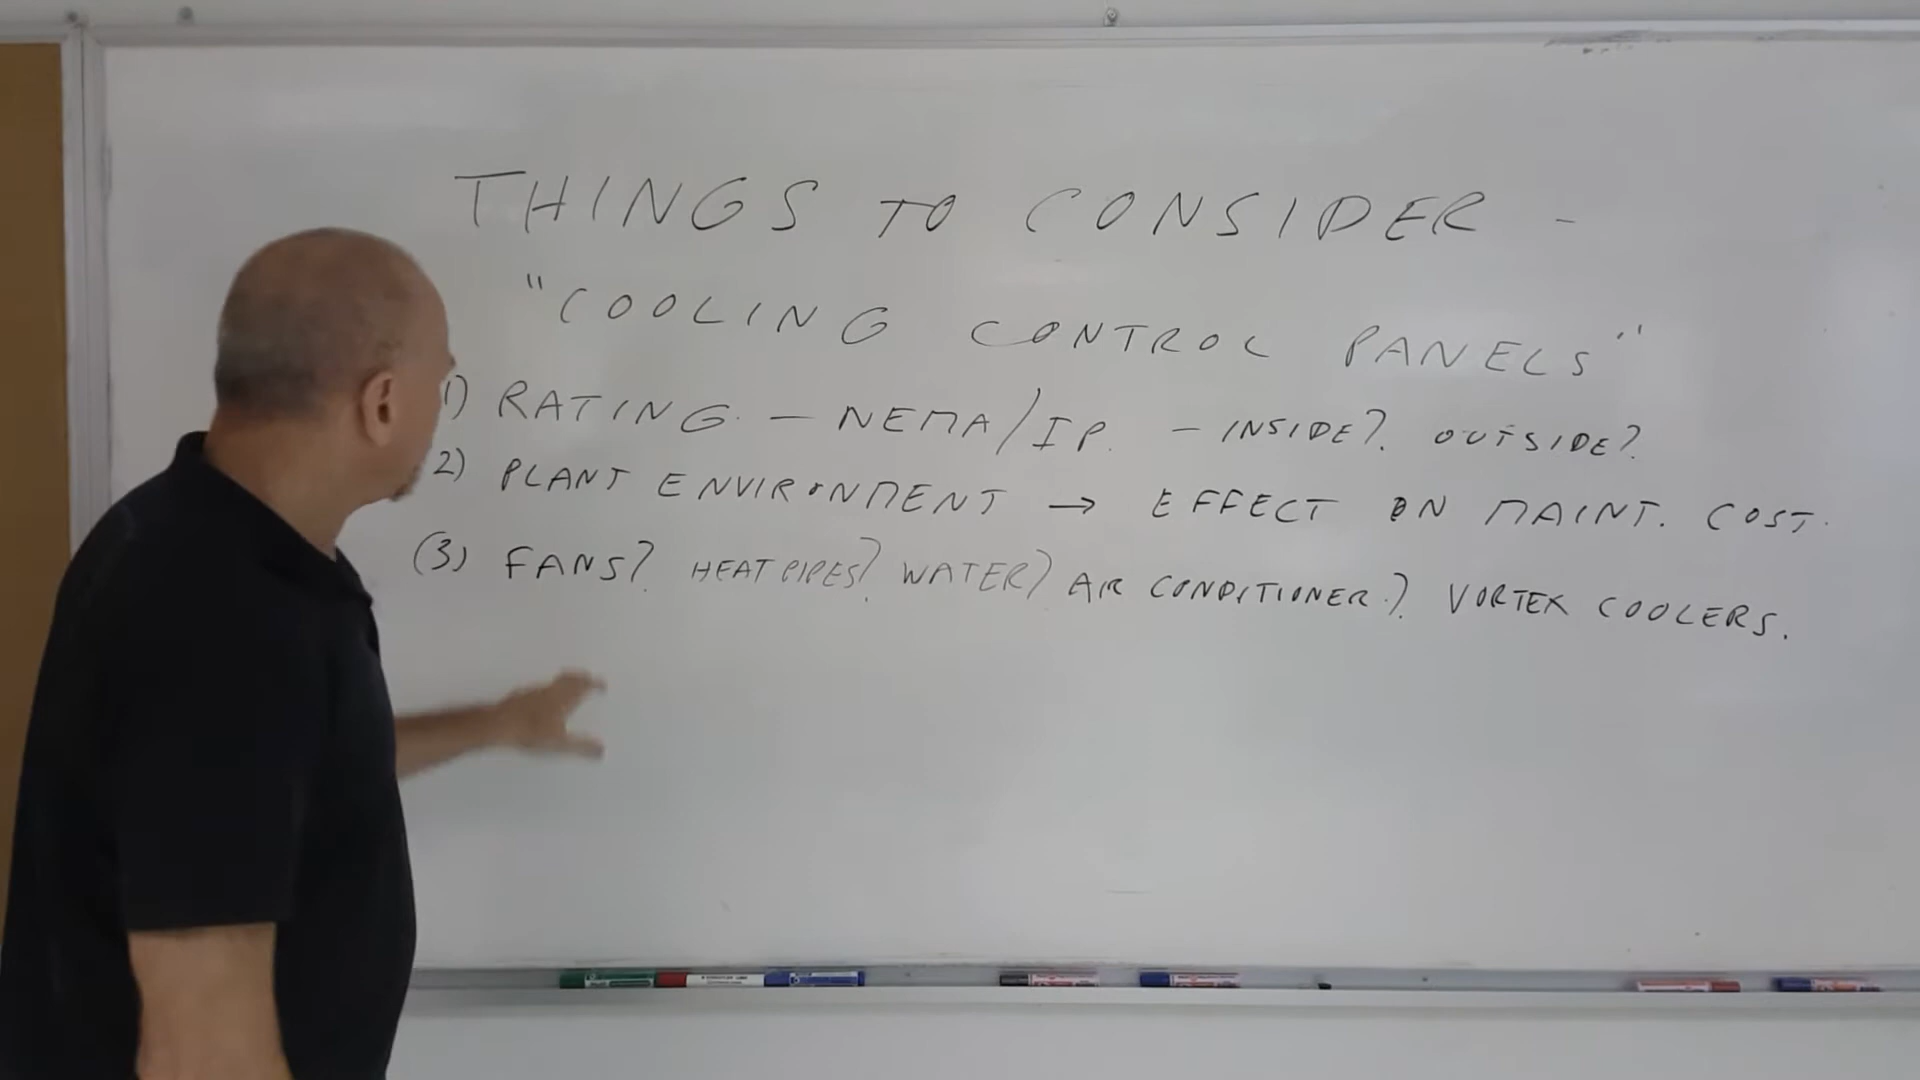 THINGS TO CONSIDER -
"COOLING CONTROL PANELS"
1) RATING - NEMA/IP. - INSIDE? OUTSIDE?
2) PLANT ENVIRONMENT → EFFECT ON MAINT. COST.
(3) FANS? HEAT PIPES? WATER? AIR CONDITIONER? VORTEX COOLERS.